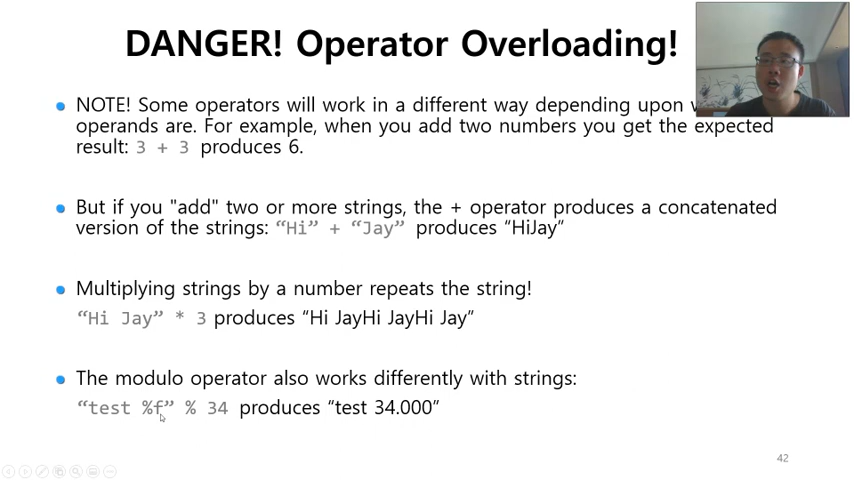 DANGER! Operator Overloading!
NOTE! Some operators will work in a different way depending upon
operands are. For example, when you add two numbers you get the expected
result: 3 + 3 produces 6.
But if you "add" two or more strings, the + operator produces a concatenated
version of the strings: “Hi” + “Jay” produces “HiJay”
Multiplying strings by a number repeats the string!
“Hi Jay” * 3 produces “Hi JayHi JayHi Jay”
The modulo operator also works differently with strings:
“test %f” % 34 produces “test 34.000”
42